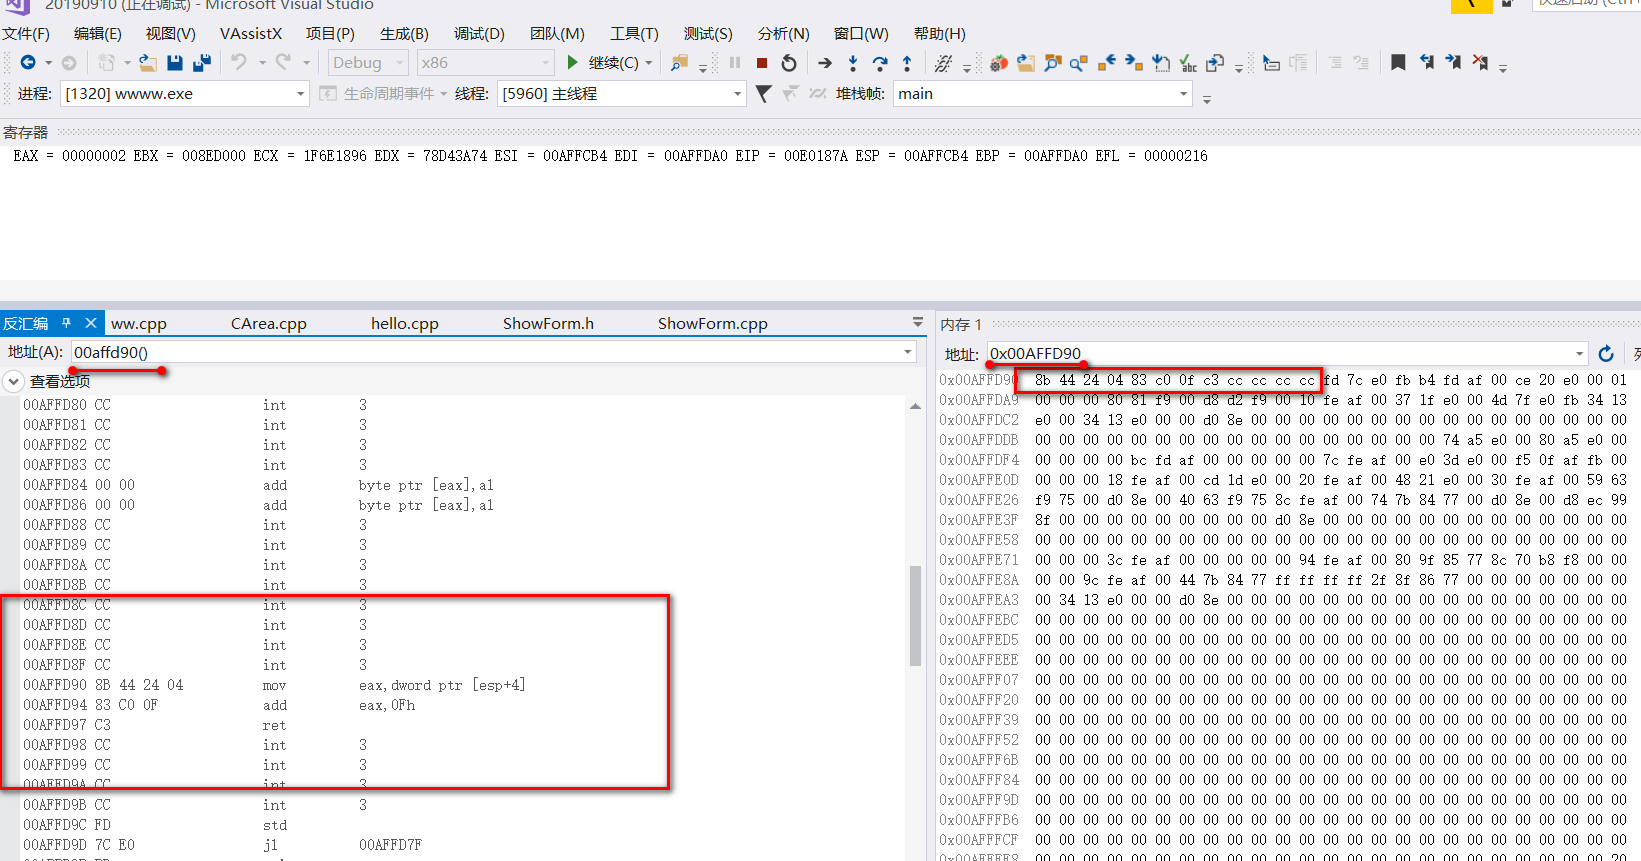 20190910 (正在调试) - Microsoft Visual Studio
文件(F) 编辑(E) 视图(V) VAssistX 项目(P) 生成(B) 调试(D) 团队(M) 工具(T) 测试(S) 分析(N) 窗口(W) 帮助(H)
Debug x86 继续(C)
进程: [1320] wwww.exe 生命周期事件 线程: [5960] 主线程 堆栈帧: main
寄存器
EAX = 00000002 EBX = 008ED000 ECX = 1F6E1896 EDX = 78D43A74 ESI = 00AFFCB4 EDI = 00AFFDA0 EIP = 00E0187A ESP = 00AFFCB4 EBP = 00AFFDA0 EFL = 00000216
反汇编 ww.cpp CArea.cpp hello.cpp ShowForm.h ShowForm.cpp
地址(A): 00affd90()
查看选项
00AFFD80 CC int 3
00AFFD81 CC int 3
00AFFD82 CC int 3
00AFFD83 CC int 3
00AFFD84 00 00 add byte ptr [eax],al
00AFFD86 00 00 add byte ptr [eax],al
00AFFD88 CC int 3
00AFFD89 CC int 3
00AFFD8A CC int 3
00AFFD8B CC int 3
00AFFD8C CC int 3
00AFFD8D CC int 3
00AFFD8E CC int 3
00AFFD8F CC int 3
00AFFD90 8B 44 24 04 mov eax,dword ptr [esp+4]
00AFFD94 83 C0 0F add eax,0Fh
00AFFD97 C3 ret
00AFFD98 CC int 3
00AFFD99 CC int 3
00AFFD9A CC int 3
00AFFD9B CC int 3
00AFFD9C FD std
00AFFD9D 7C E0 jl 00AFFD7F
内存 1
地址: 0x00AFFD90
0x00AFFD90 8b 44 24 04 83 c0 0f c3 cc cc cc cc fd 7c e0 fb b4 fd af 00 ce 20 e0 00 01
0x00AFFDA9 00 00 00 80 81 f9 00 d8 d2 f9 00 10 fe af 00 37 1f e0 00 4d 7f e0 fb 34 13
0x00AFFDC2 e0 00 34 13 e0 00 00 d0 8e 00 00 00 00 00 00 00 00 00 00 00 00 00 00 00 00
0x00AFFDDB 00 00 00 00 00 00 00 00 00 00 00 00 00 00 00 00 00 74 a5 e0 00 80 a5 e0 00
0x00AFFDF4 00 00 00 00 bc fd af 00 00 00 00 00 7c fe af 00 e0 3d e0 00 f5 0f af fb 00
0x00AFFE0D 00 00 00 18 fe af 00 cd 1d e0 00 20 fe af 00 48 21 e0 00 30 fe af 00 59 63
0x00AFFE26 f9 75 00 d0 8e 00 40 63 f9 75 8c fe af 00 74 7b 84 77 00 d0 8e 00 d8 ec 99
0x00AFFE3F 8f 00 00 00 00 00 00 00 00 00 00 d0 8e 00 00 00 00 00 00 00 00 00 00 00 00
0x00AFFE58 00 00 00 00 00 00 00 00 00 00 00 00 00 00 00 00 00 00 00 00 00 00 00 00 00
0x00AFFE71 00 00 00 3c fe af 00 00 00 00 00 94 fe af 00 80 9f 85 77 8c 70 b8 f8 00 00
0x00AFFE8A 00 00 9c fe af 00 44 7b 84 77 ff ff ff ff 2f 8f 86 77 00 00 00 00 00 00 00
0x00AFFEA3 00 34 13 e0 00 00 d0 8e 00 00 00 00 00 00 00 00 00 00 00 00 00 00 00 00 00
0x00AFFEBC 00 00 00 00 00 00 00 00 00 00 00 00 00 00 00 00 00 00 00 00 00 00 00 00 00
0x00AFFED5 00 00 00 00 00 00 00 00 00 00 00 00 00 00 00 00 00 00 00 00 00 00 00 00 00
0x00AFFEEE 00 00 00 00 00 00 00 00 00 00 00 00 00 00 00 00 00 00 00 00 00 00 00 00 00
0x00AFFF07 00 00 00 00 00 00 00 00 00 00 00 00 00 00 00 00 00 00 00 00 00 00 00 00 00
0x00AFFF20 00 00 00 00 00 00 00 00 00 00 00 00 00 00 00 00 00 00 00 00 00 00 00 00 00
0x00AFFF39 00 00 00 00 00 00 00 00 00 00 00 00 00 00 00 00 00 00 00 00 00 00 00 00 00
0x00AFFF52 00 00 00 00 00 00 00 00 00 00 00 00 00 00 00 00 00 00 00 00 00 00 00 00 00
0x00AFFF6B 00 00 00 00 00 00 00 00 00 00 00 00 00 00 00 00 00 00 00 00 00 00 00 00 00
0x00AFFF84 00 00 00 00 00 00 00 00 00 00 00 00 00 00 00 00 00 00 00 00 00 00 00 00 00
0x00AFFF9D 00 00 00 00 00 00 00 00 00 00 00 00 00 00 00 00 00 00 00 00 00 00 00 00 00
0x00AFFFB6 00 00 00 00 00 00 00 00 00 00 00 00 00 00 00 00 00 00 00 00 00 00 00 00 00
0x00AFFFCF 00 00 00 00 00 00 00 00 00 00 00 00 00 00 00 00 00 00 00 00 00 00 00 00 00